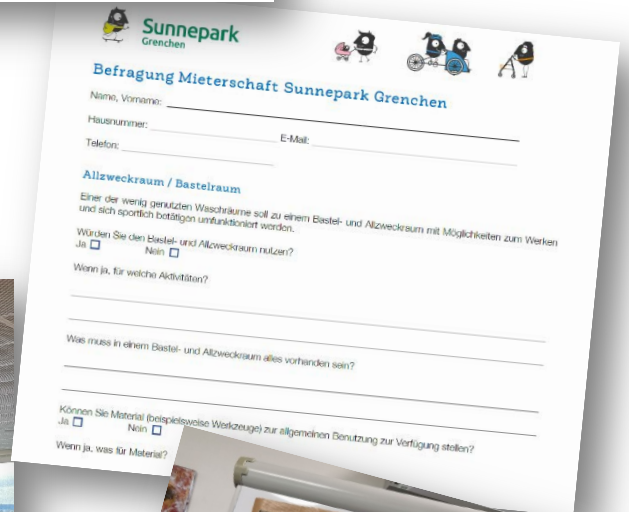 Sunnepark
Grenchen
Befragung Mieterschaft Sunnepark Grenchen
Name, Vorname:
Hausnummer:
E-Mail:
Telefon:
Allzweckraum / Bastelraum
Einer der wenig genutzten Waschräume soll zu einem Bastel- und Allzweckraum mit Möglichkeiten zum Werken
und sich sportlich betätigen umfunktioniert werden.
Würden Sie den Bastel- und Allzweckraum nutzen?
Ja Nein
Wenn ja, für welche Aktivitäten?
Was muss in einem Bastel- und Allzweckraum alles vorhanden sein?
Können Sie Material (beispielsweise Werkzeuge) zur allgemeinen Benutzung zur Verfügung stellen?
Ja Nein
Wenn ja, was für Material?